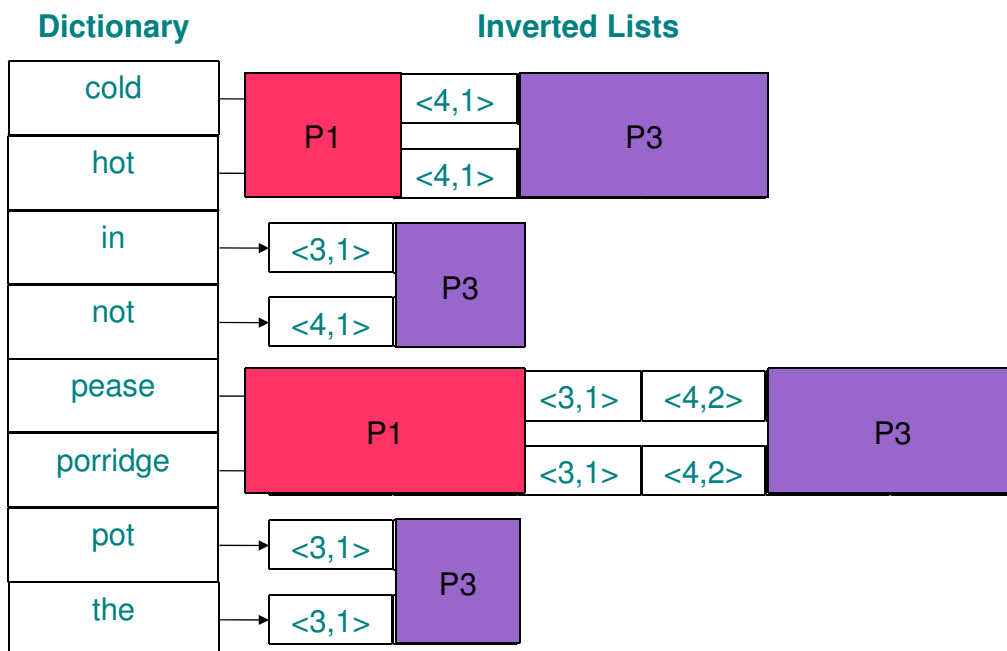 Dictionary Inverted Lists
cold <4,1>
P1 P3
hot <4,1>
in <3,1>
P3
not <4,1>
pease <3,1> <4,2>
P1 P3
porridge <3,1> <4,2>
pot <3,1>
P3
the <3,1>